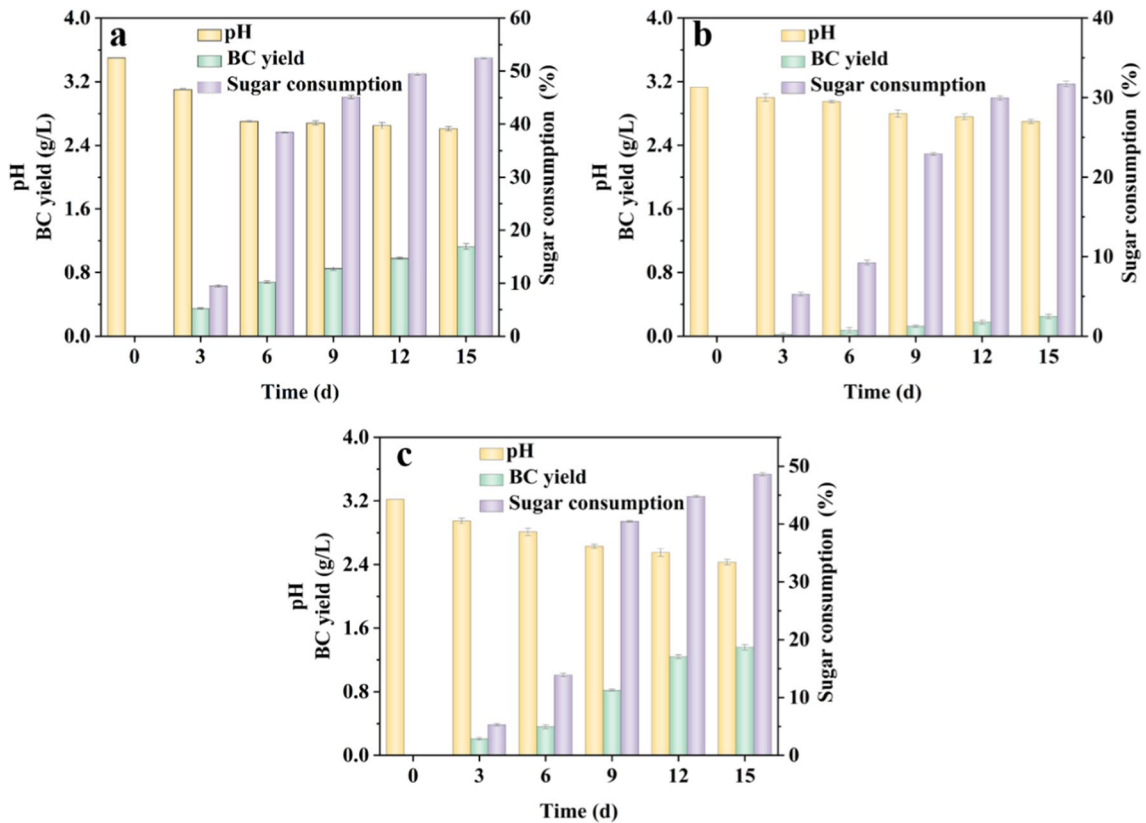 a
pH
BC yield
Sugar consumption
4.0
3.2
2.4
1.6
0.8
0.0
pH
BC yield (g/L)
60
50
40
30
20
10
0
Sugar consumption (%)
0 3 6 9 12 15
Time (d)
b
pH
BC yield
Sugar consumption
4.0
3.2
2.4
1.6
0.8
0.0
pH
BC yield (g/L)
40
30
20
10
0
Sugar consumption (%)
0 3 6 9 12 15
Time (d)
c
pH
BC yield
Sugar consumption
4.0
3.2
2.4
1.6
0.8
0.0
pH
BC yield (g/L)
50
40
30
20
10
0
Sugar consumption (%)
0 3 6 9 12 15
Time (d)